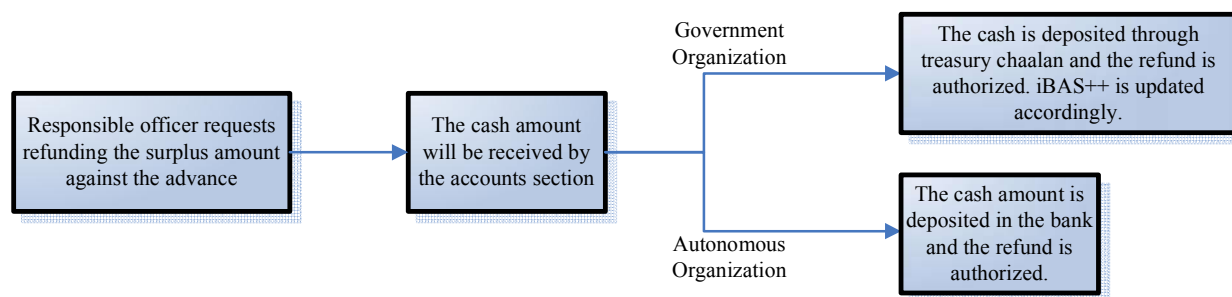 Responsible officer requests
refunding the surplus amount
against the advance
The cash amount
will be received by
the accounts section
Government
Organization
The cash is deposited through
treasury chaalan and the refund is
authorized. iBAS++ is updated
accordingly.
Autonomous
Organization
The cash amount is
deposited in the bank
and the refund is
authorized.